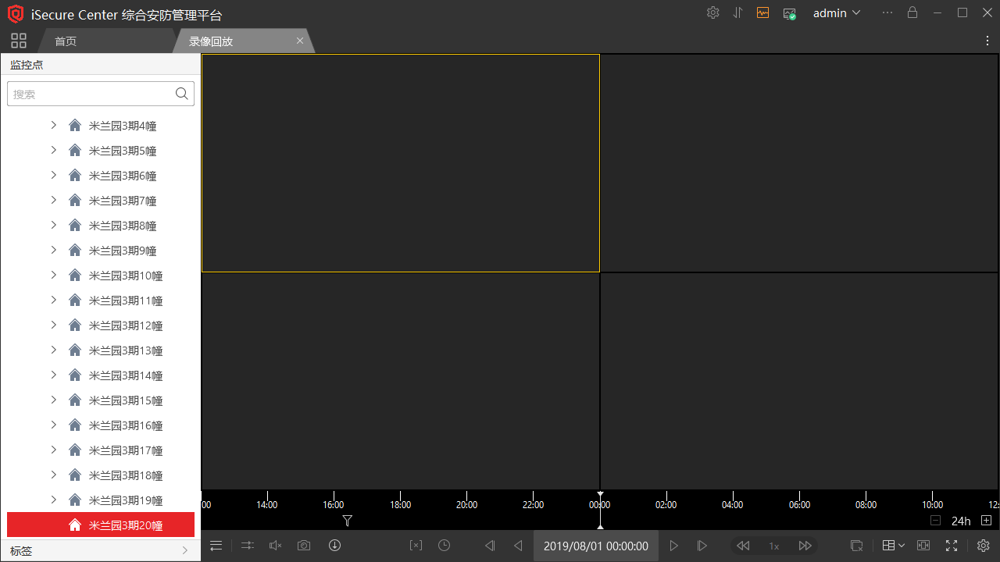 iSecure Center 综合安防管理平台
admin
首页
录像回放
监控点
搜索
米兰园3期4幢
米兰园3期5幢
米兰园3期6幢
米兰园3期7幢
米兰园3期8幢
米兰园3期9幢
米兰园3期10幢
米兰园3期11幢
米兰园3期12幢
米兰园3期13幢
米兰园3期14幢
米兰园3期15幢
米兰园3期16幢
米兰园3期17幢
米兰园3期18幢
米兰园3期19幢
米兰园3期20幢
标签
:00 14:00 16:00 18:00 20:00 22:00 00:00 02:00 04:00 06:00 08:00 10:00 12:
24h
2019/08/01 00:00:00
1x